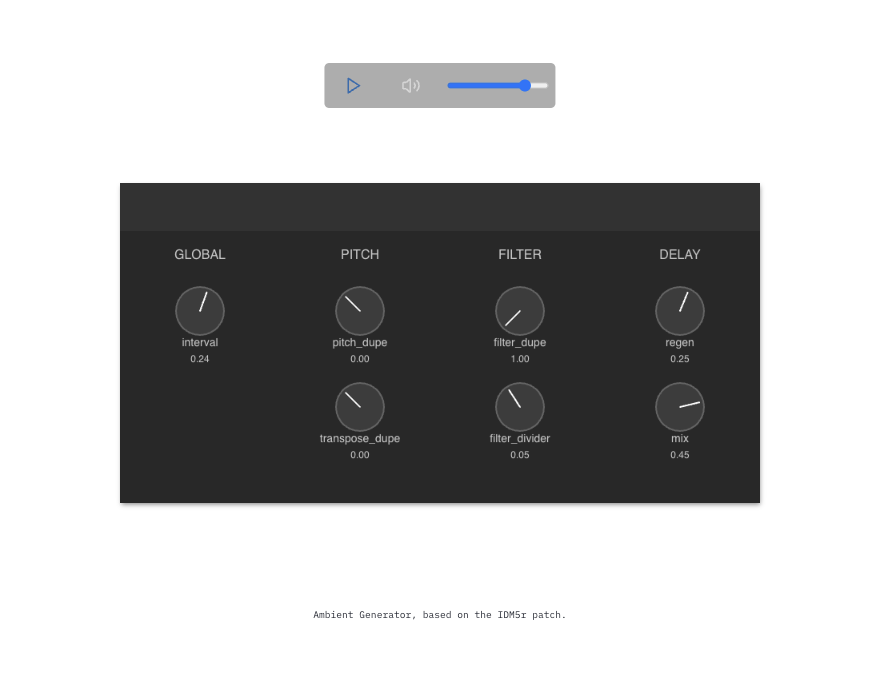 GLOBAL
PITCH
FILTER
DELAY
interval
0.24
pitch_dupe
0.00
filter_dupe
1.00
regen
0.25
transpose_dupe
0.00
filter_divider
0.05
mix
0.45
Ambient Generator, based on the IDM5r patch.